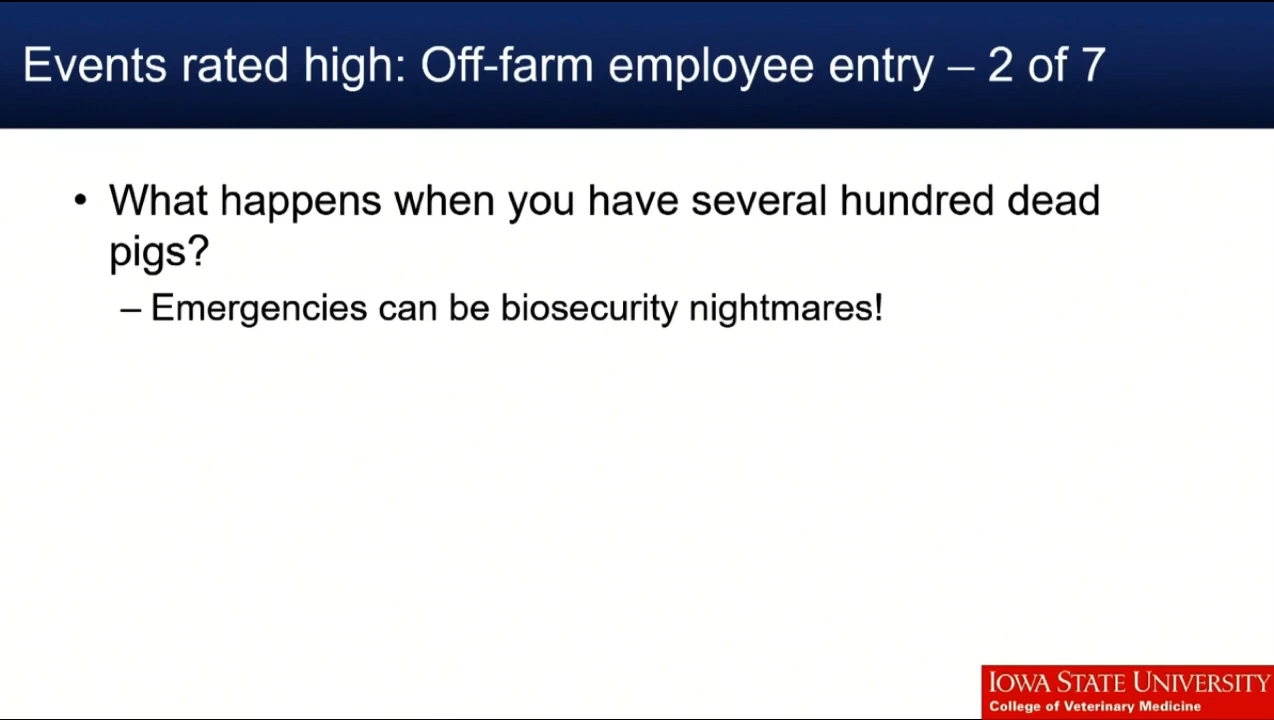 Events rated high: Off-farm employee entry – 2 of 7
• What happens when you have several hundred dead
pigs?
– Emergencies can be biosecurity nightmares!
IOWA STATE UNIVERSITY
College of Veterinary Medicine